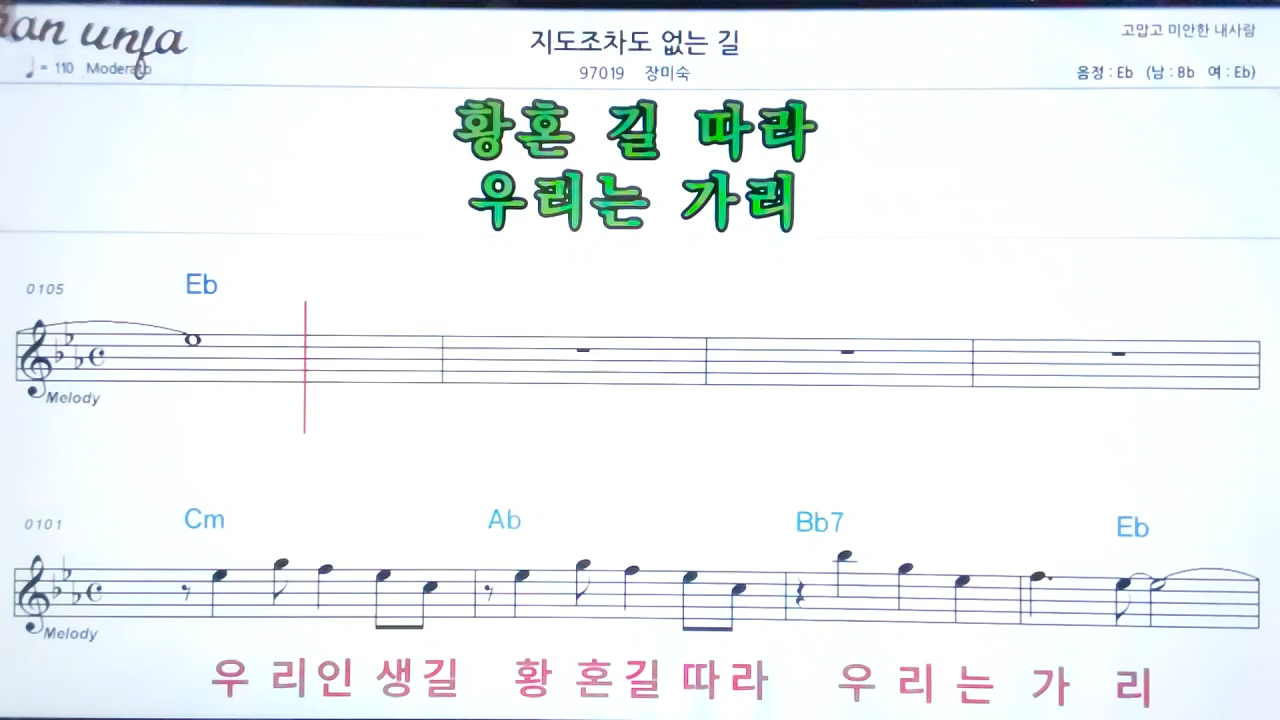 지도조차도 없는 길
고맙고 미안한 내사람
♩= 110 Moderato
97019 장미숙
음정 : Eb (남 : Bb 여 : Eb)
황혼 길 따라
우리는 가리
0105
Eb
Melody
0101
Cm Ab Bb7 Eb
Melody
우 리인 생길 황 혼길 따라 우 리 는 가 리